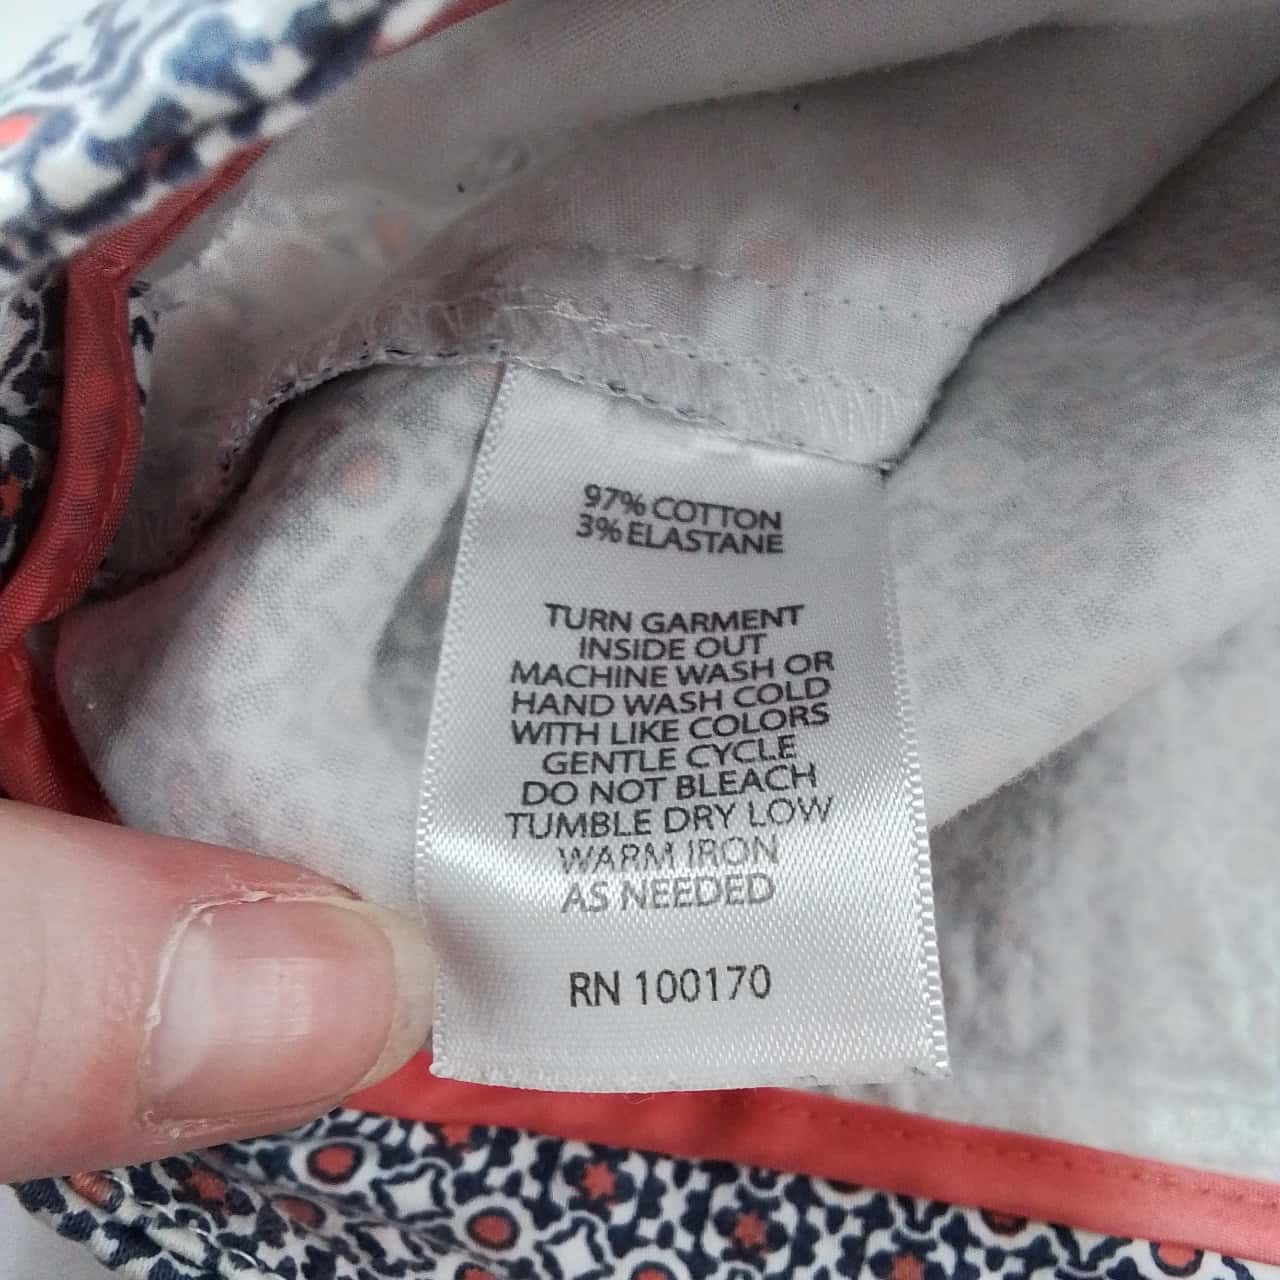 97% COTTON
3% ELASTANE
TURN GARMENT
INSIDE OUT
MACHINE WASH OR
HAND WASH COLD
WITH LIKE COLORS
GENTLE CYCLE
DO NOT BLEACH
TUMBLE DRY LOW
WARM IRON
AS NEEDED
RN 100170